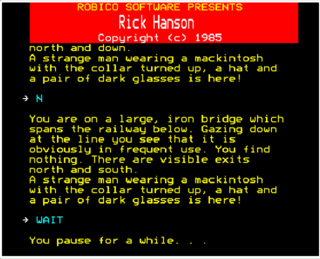 ROBICO SOFTWARE PRESENTS
Rick Hanson
Copyright (c) 1985
north and down.
A strange man wearing a mackintosh
with the collar turned up, a hat and
a pair of dark glasses is here!
→ N
You are on a large, iron bridge which
spans the railway below. Gazing down
at the line you see that it is
obviously in frequent use. You find
nothing. There are visible exits
north and south.
A strange man wearing a mackintosh
with the collar turned up, a hat and
a pair of dark glasses is here!
→ WAIT
You pause for a while. . .